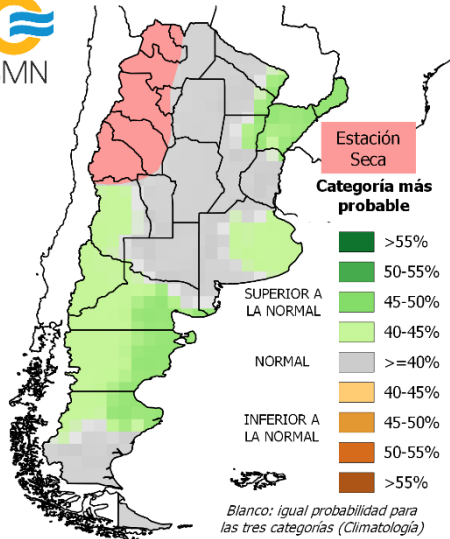 MN
Estación
Seca
Categoría más
probable
>55%
50-55%
45-50%
SUPERIOR A
LA NORMAL
40-45%
NORMAL
>=40%
40-45%
INFERIOR A
LA NORMAL
45-50%
50-55%
>55%
Blanco: igual probabilidad para
las tres categorías (Climatología)